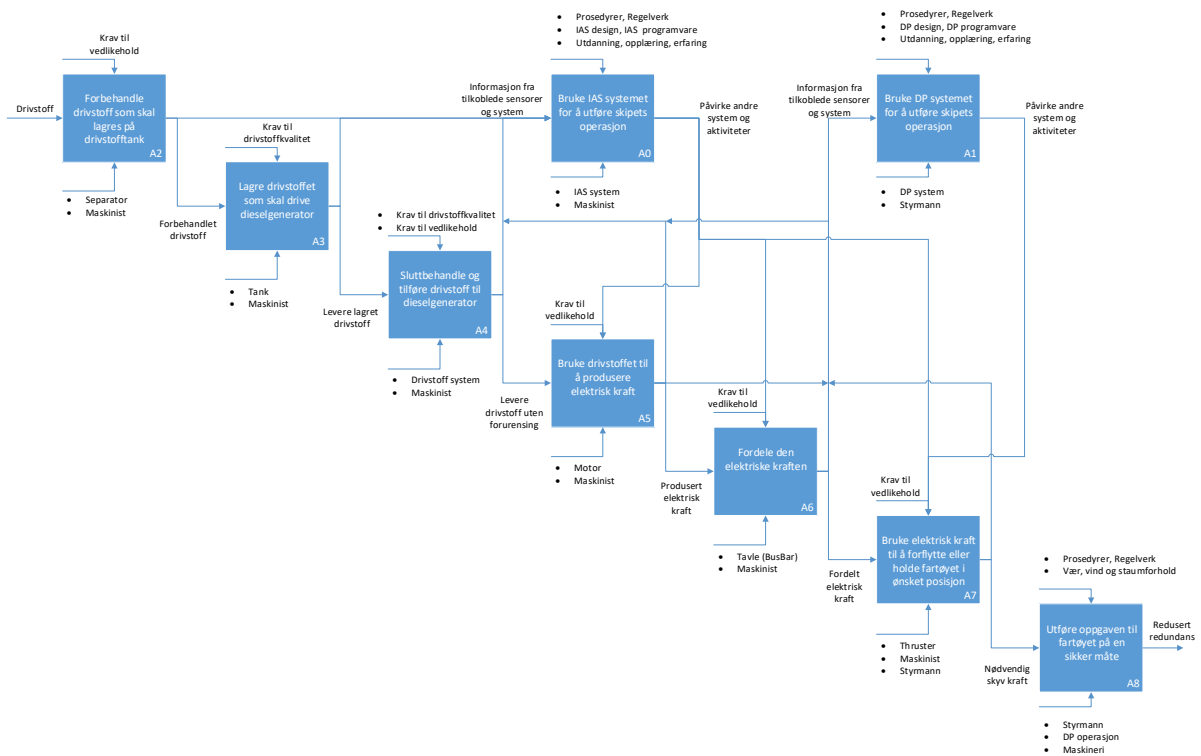 Krav til
vedlikehold
Drivstoff
Forbehandle
drivstoff som skal
lagres på
drivstofftank
A2
• Separator
• Maskinist
Forbehandlet
drivstoff
Krav til
drivstoffkvalitet
Lagre drivstoffet
som skal drive
dieselgenerator
A3
• Tank
• Maskinist
Levere lagret
drivstoff
• Krav til drivstoffkvalitet
• Krav til vedlikehold
Sluttbehandle og
tilføre drivstoff til
dieselgenerator
A4
• Drivstoff system
• Maskinist
Levere
drivstoff uten
forurensing
• Prosedyrer, Regelverk
• IAS design, IAS programvare
• Utdanning, opplæring, erfaring
Informasjon fra
tilkoblede sensorer
og system
Bruke IAS systemet
for å utføre skipets
operasjon
A0
• IAS system
• Maskinist
Påvirke andre
system og
aktiviteter
• Prosedyrer, Regelverk
• DP design, DP programvare
• Utdanning, opplæring, erfaring
Informasjon fra
tilkoblede sensorer
og system
Bruke DP systemet
for å utføre skipets
operasjon
A1
• DP system
• Styrmann
Påvirke andre
system og
aktiviteter
Krav til
vedlikehold
Bruke drivstoffet til
å produsere
elektrisk kraft
A5
• Motor
• Maskinist
Produsert
elektrisk
kraft
Krav til
vedlikehold
Fordele den
elektriske kraften
A6
• Tavle (BusBar)
• Maskinist
Fordelt
elektrisk
kraft
Krav til
vedlikehold
Bruke elektrisk kraft
til å forflytte eller
holde fartøyet i
ønsket posisjon
A7
• Thruster
• Maskinist
• Styrmann
Nødvendig
skyv kraft
• Prosedyrer, Regelverk
• Vær, vind og staumforhold
Utføre oppgaven til
fartøyet på en
sikker måte
A8
• Styrmann
• DP operasjon
• Maskineri
Redusert
redundans